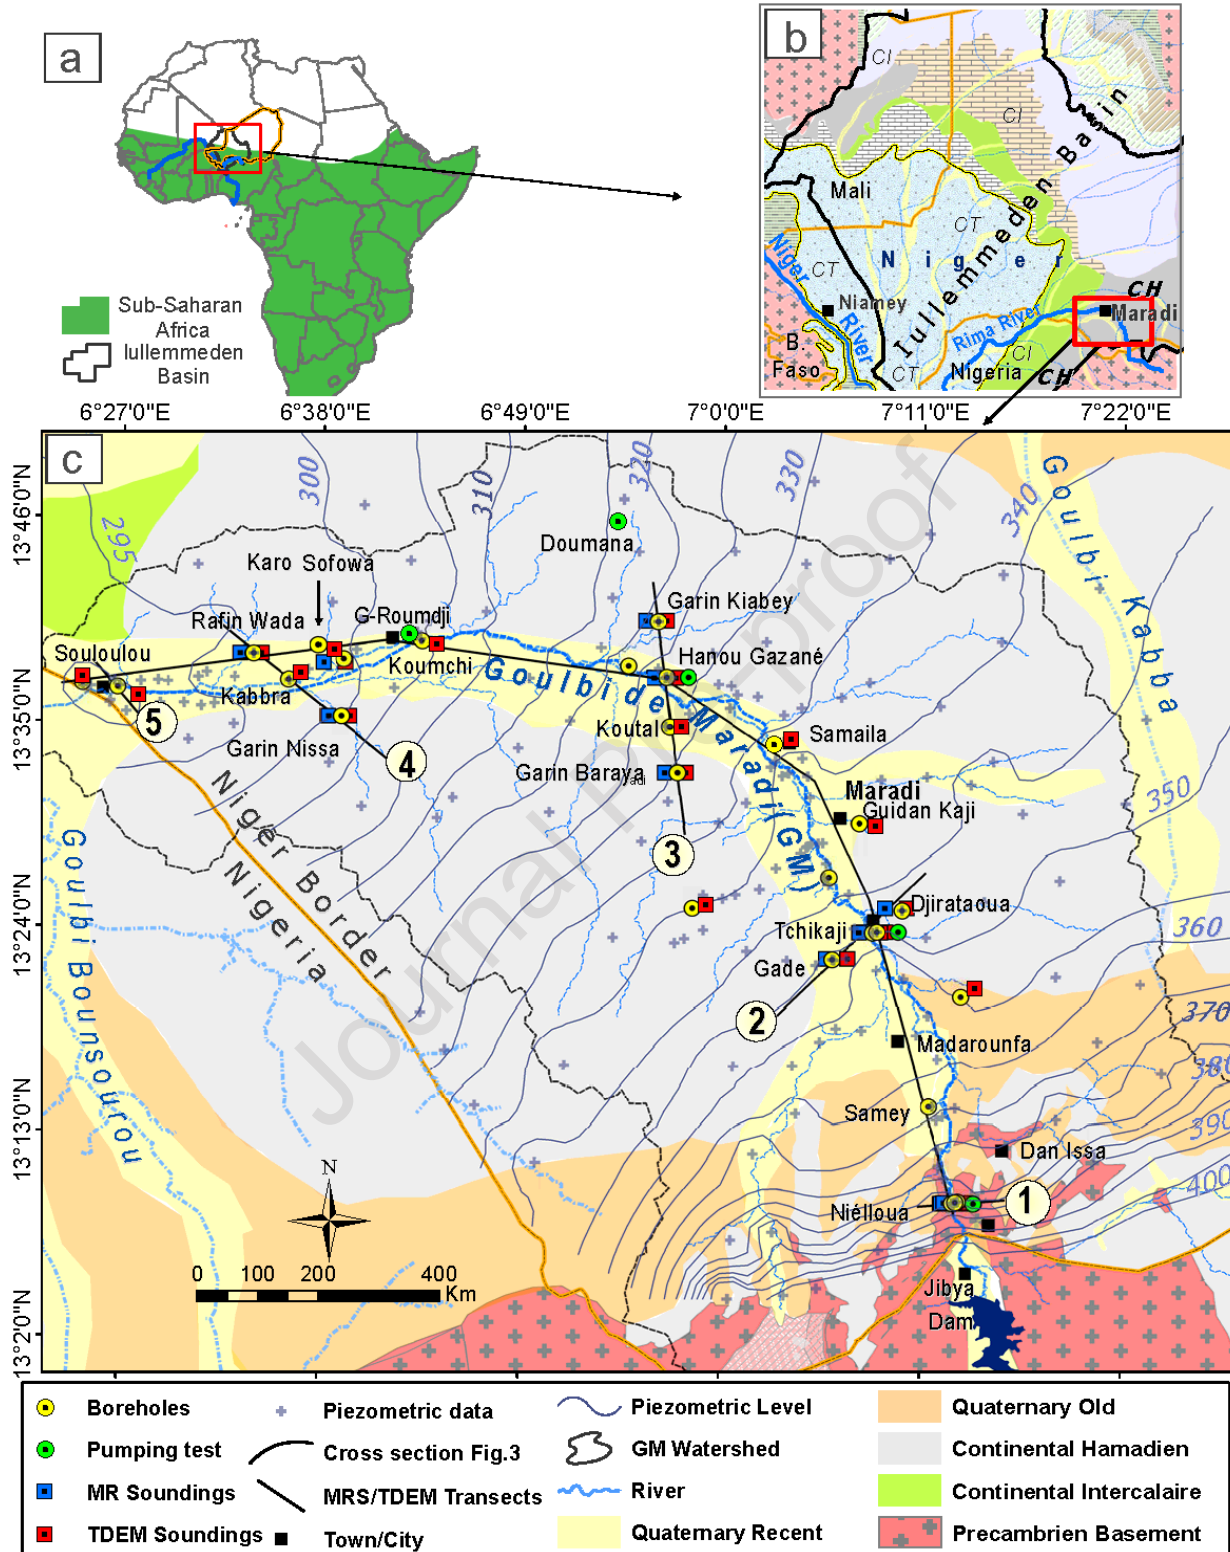 a
Sub-Saharan
Africa
Iullemmeden
Basin
b
CI
CI
Iullemmeden Basin
Mali
CT
Niger
CT
Niger River
Niamey
CH
Maradi
Rima River
B.
Faso
CI
Nigeria
CH
CT
6°27'0"E
6°38'0"E
6°49'0"E
7°0'0"E
7°11'0"E
7°22'0"E
c
13°46'0"N
13°35'0"N
13°24'0"N
13°13'0"N
13°2'0"N
295
300
310
320
330
340
350
360
370
380
390
400
Doumana
Karo Sofowa
Rafin Wada
G-Roumdji
Garin Kiabey
Souloulou
Koumchi
Hanou Gazané
Kabbra
Goulbi de Maradi (GM)
Goulbi Kabba
5
Koutal
Samaila
Garin Nissa
4
Garin Baraya
Maradi
Guidan Kaji
3
Niger Border
Nigeria
Goulbi Bounsourou
Djirataoua
Tchikaji
Gade
2
Madarounfa
Samey
Dan Issa
Niélloua
1
Jibya
Dam
Journal Pre-proof
N
0 100 200 400
Km
Boreholes
Pumping test
MR Soundings
TDEM Soundings
Piezometric data
Cross section Fig.3
MRS/TDEM Transects
Town/City
Piezometric Level
GM Watershed
River
Quaternary Recent
Quaternary Old
Continental Hamadien
Continental Intercalaire
Precambrien Basement